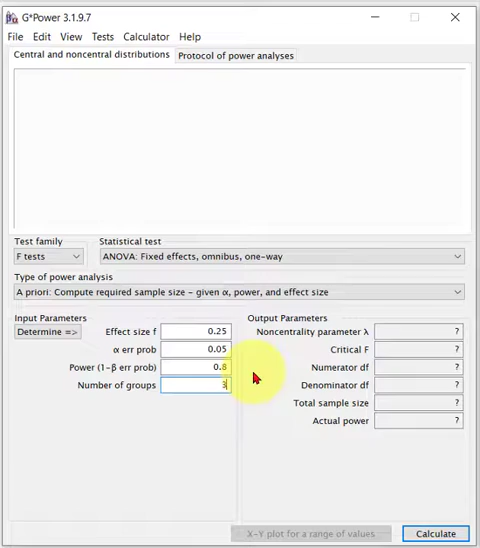 G*Power 3.1.9.7
File Edit View Tests Calculator Help
Central and noncentral distributions Protocol of power analyses
Test family Statistical test
F tests ANOVA: Fixed effects, omnibus, one-way
Type of power analysis
A priori: Compute required sample size – given α, power, and effect size
Input Parameters Output Parameters
Determine => Effect size f 0.25 Noncentrality parameter λ ?
α err prob 0.05 Critical F ?
Power (1-β err prob) 0.8 Numerator df ?
Number of groups 3 Denominator df ?
Total sample size ?
Actual power ?
X-Y plot for a range of values Calculate